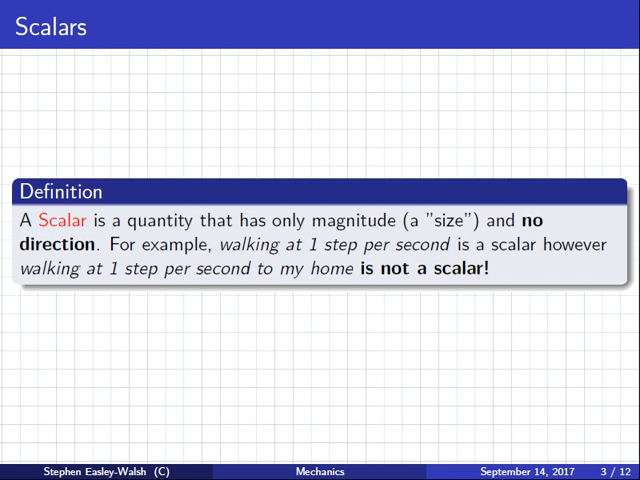 Scalars
Definition
A Scalar is a quantity that has only magnitude (a ”size”) and no
direction. For example, walking at 1 step per second is a scalar however
walking at 1 step per second to my home is not a scalar!
Stephen Easley-Walsh (C) Mechanics September 14, 2017 3 / 12